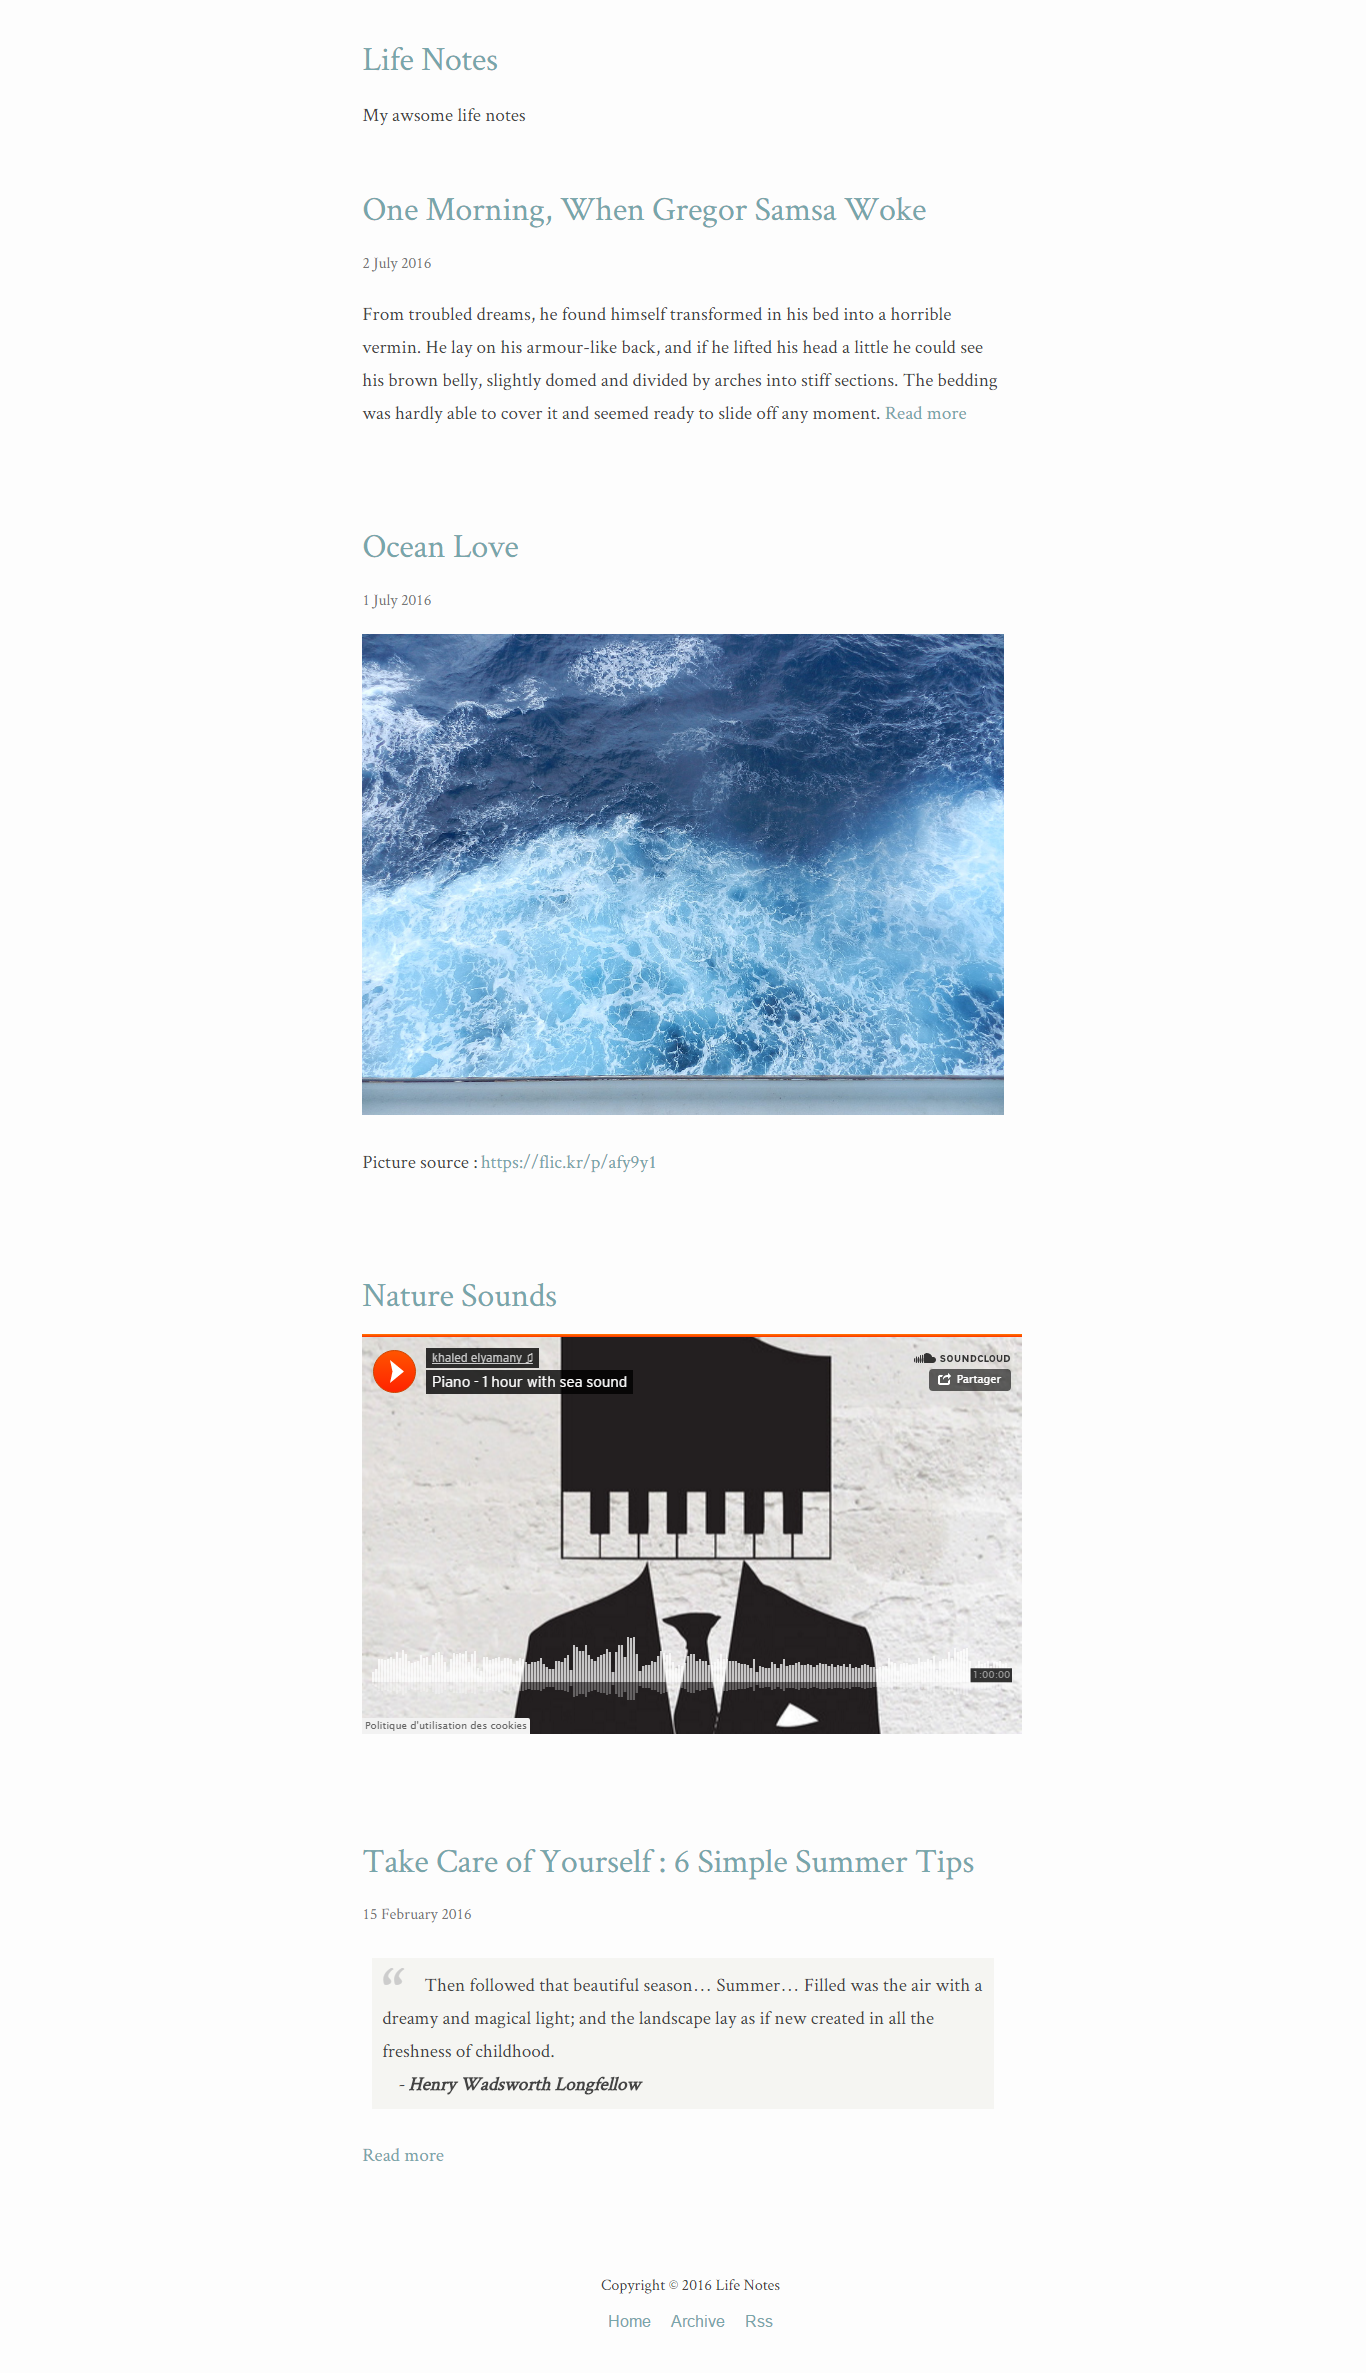 Life Notes
My awsome life notes
One Morning, When Gregor Samsa Woke
2 July 2016
From troubled dreams, he found himself transformed in his bed into a horrible
vermin. He lay on his armour-like back, and if he lifted his head a little he could see
his brown belly, slightly domed and divided by arches into stiff sections. The bedding
was hardly able to cover it and seemed ready to slide off any moment. Read more
Ocean Love
1 July 2016
Picture source : https://flic.kr/p/afy9y1
Nature Sounds
khaled elyamany ♫
SOUNDCLOUD
Piano - 1 hour with sea sound
Partager
1:00:00
Politique d'utilisation des cookies
Take Care of Yourself : 6 Simple Summer Tips
15 February 2016
“ Then followed that beautiful season… Summer… Filled was the air with a
dreamy and magical light; and the landscape lay as if new created in all the
freshness of childhood.
- Henry Wadsworth Longfellow
Read more
Copyright © 2016 Life Notes
Home Archive Rss